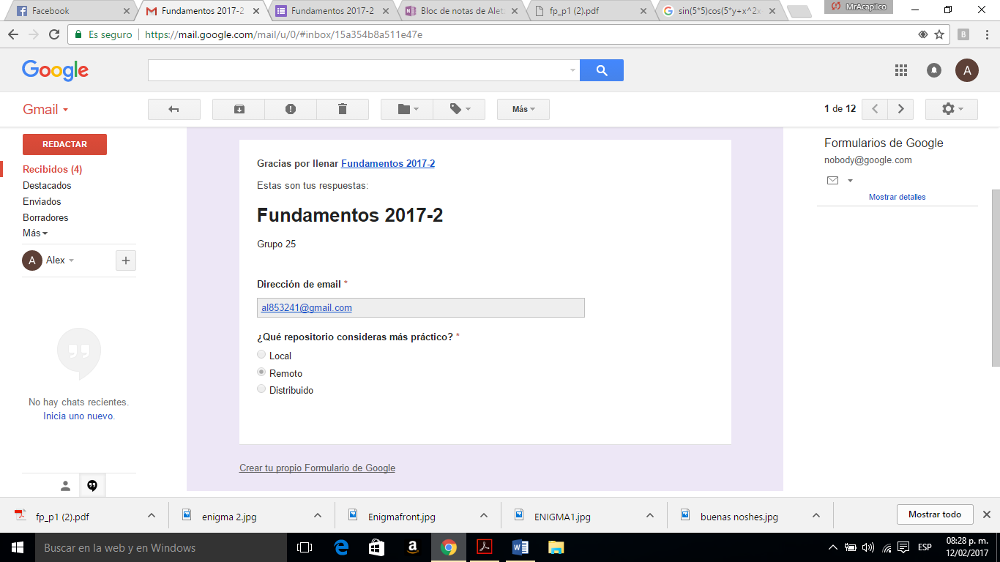 Facebook
Fundamentos 2017-2
Fundamentos 2017-2
Bloc de notas de Ale
fp_p1 (2).pdf
sin(5*5)cos(5*y+x^2
MrAcapilco
Es seguro
https://mail.google.com/mail/u/0/#inbox/15a354b8a511e47e
B
Google
A
Gmail
Más
1 de 12
REDACTAR
Recibidos (4)
Destacados
Enviados
Borradores
Más
A
Alex
No hay chats recientes.
Inicia uno nuevo.
Gracias por llenar Fundamentos 2017-2
Estas son tus respuestas:
Fundamentos 2017-2
Grupo 25
Dirección de email *
al853241@gmail.com
¿Qué repositorio consideras más práctico? *
Local
Remoto
Distribuido
Crear tu propio Formulario de Google
Formularios de Google
nobody@google.com
Mostrar detalles
fp_p1 (2).pdf
enigma 2.jpg
Enigmafront.jpg
ENIGMA1.jpg
buenas noshes.jpg
Mostrar todo
Buscar en la web y en Windows
ESP
08:28 p. m.
12/02/2017